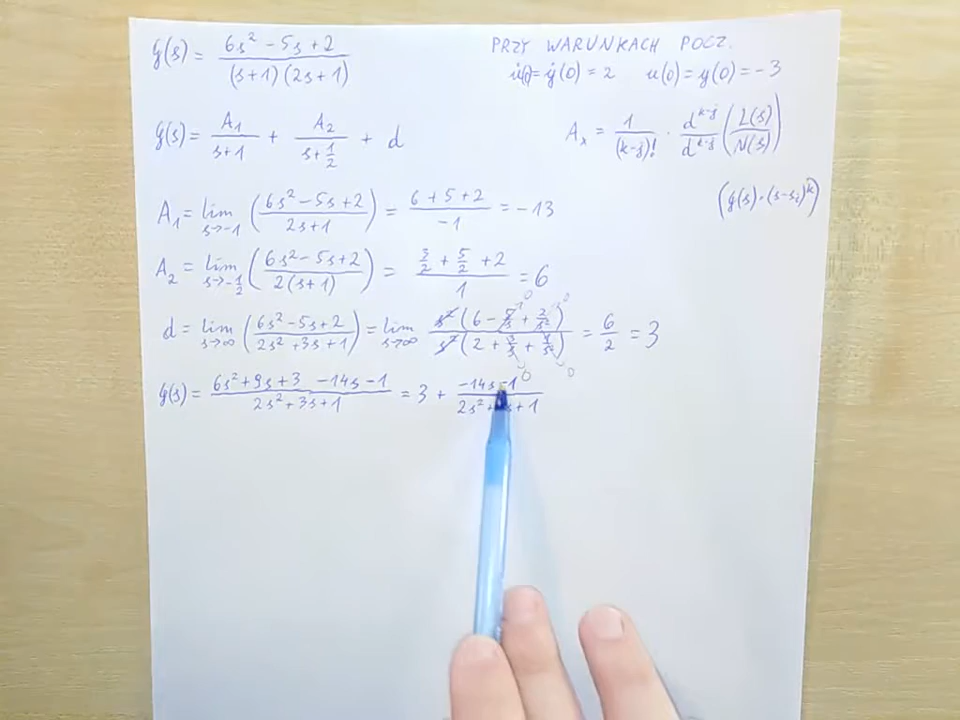 g(s) = (6s² - 5s + 2) / ((s+1)(2s+1))
PRZY WARUNKACH POCZ.
u̇(0) = ẏ(0) = 2 u(0) = y(0) = -3
g(s) = A₁/(s+1) + A₂/(s+1/2) + d
Aₓ = 1/(k-j)! · d^(k-j)/d^(k-j) (L(s)/N(s))
(g(s)·(s-sᵢ)^k)
A₁ = lim s→-1 ((6s² - 5s + 2)/(2s+1)) = (6+5+2)/(-1) = -13
A₂ = lim s→-1/2 ((6s² - 5s + 2)/(2(s+1))) = (3/2 + 5/2 + 2)/1 = 6
d = lim s→∞ ((6s² - 5s + 2)/(2s² + 3s + 1)) = lim s→∞ (s²(6 - 5/s + 2/s²))/(s²(2 + 3/s + 1/s²)) = 6/2 = 3
g(s) = (6s² + 9s + 3 - 14s - 1)/(2s² + 3s + 1) = 3 + (-14s - 1)/(2s² + s + 1)